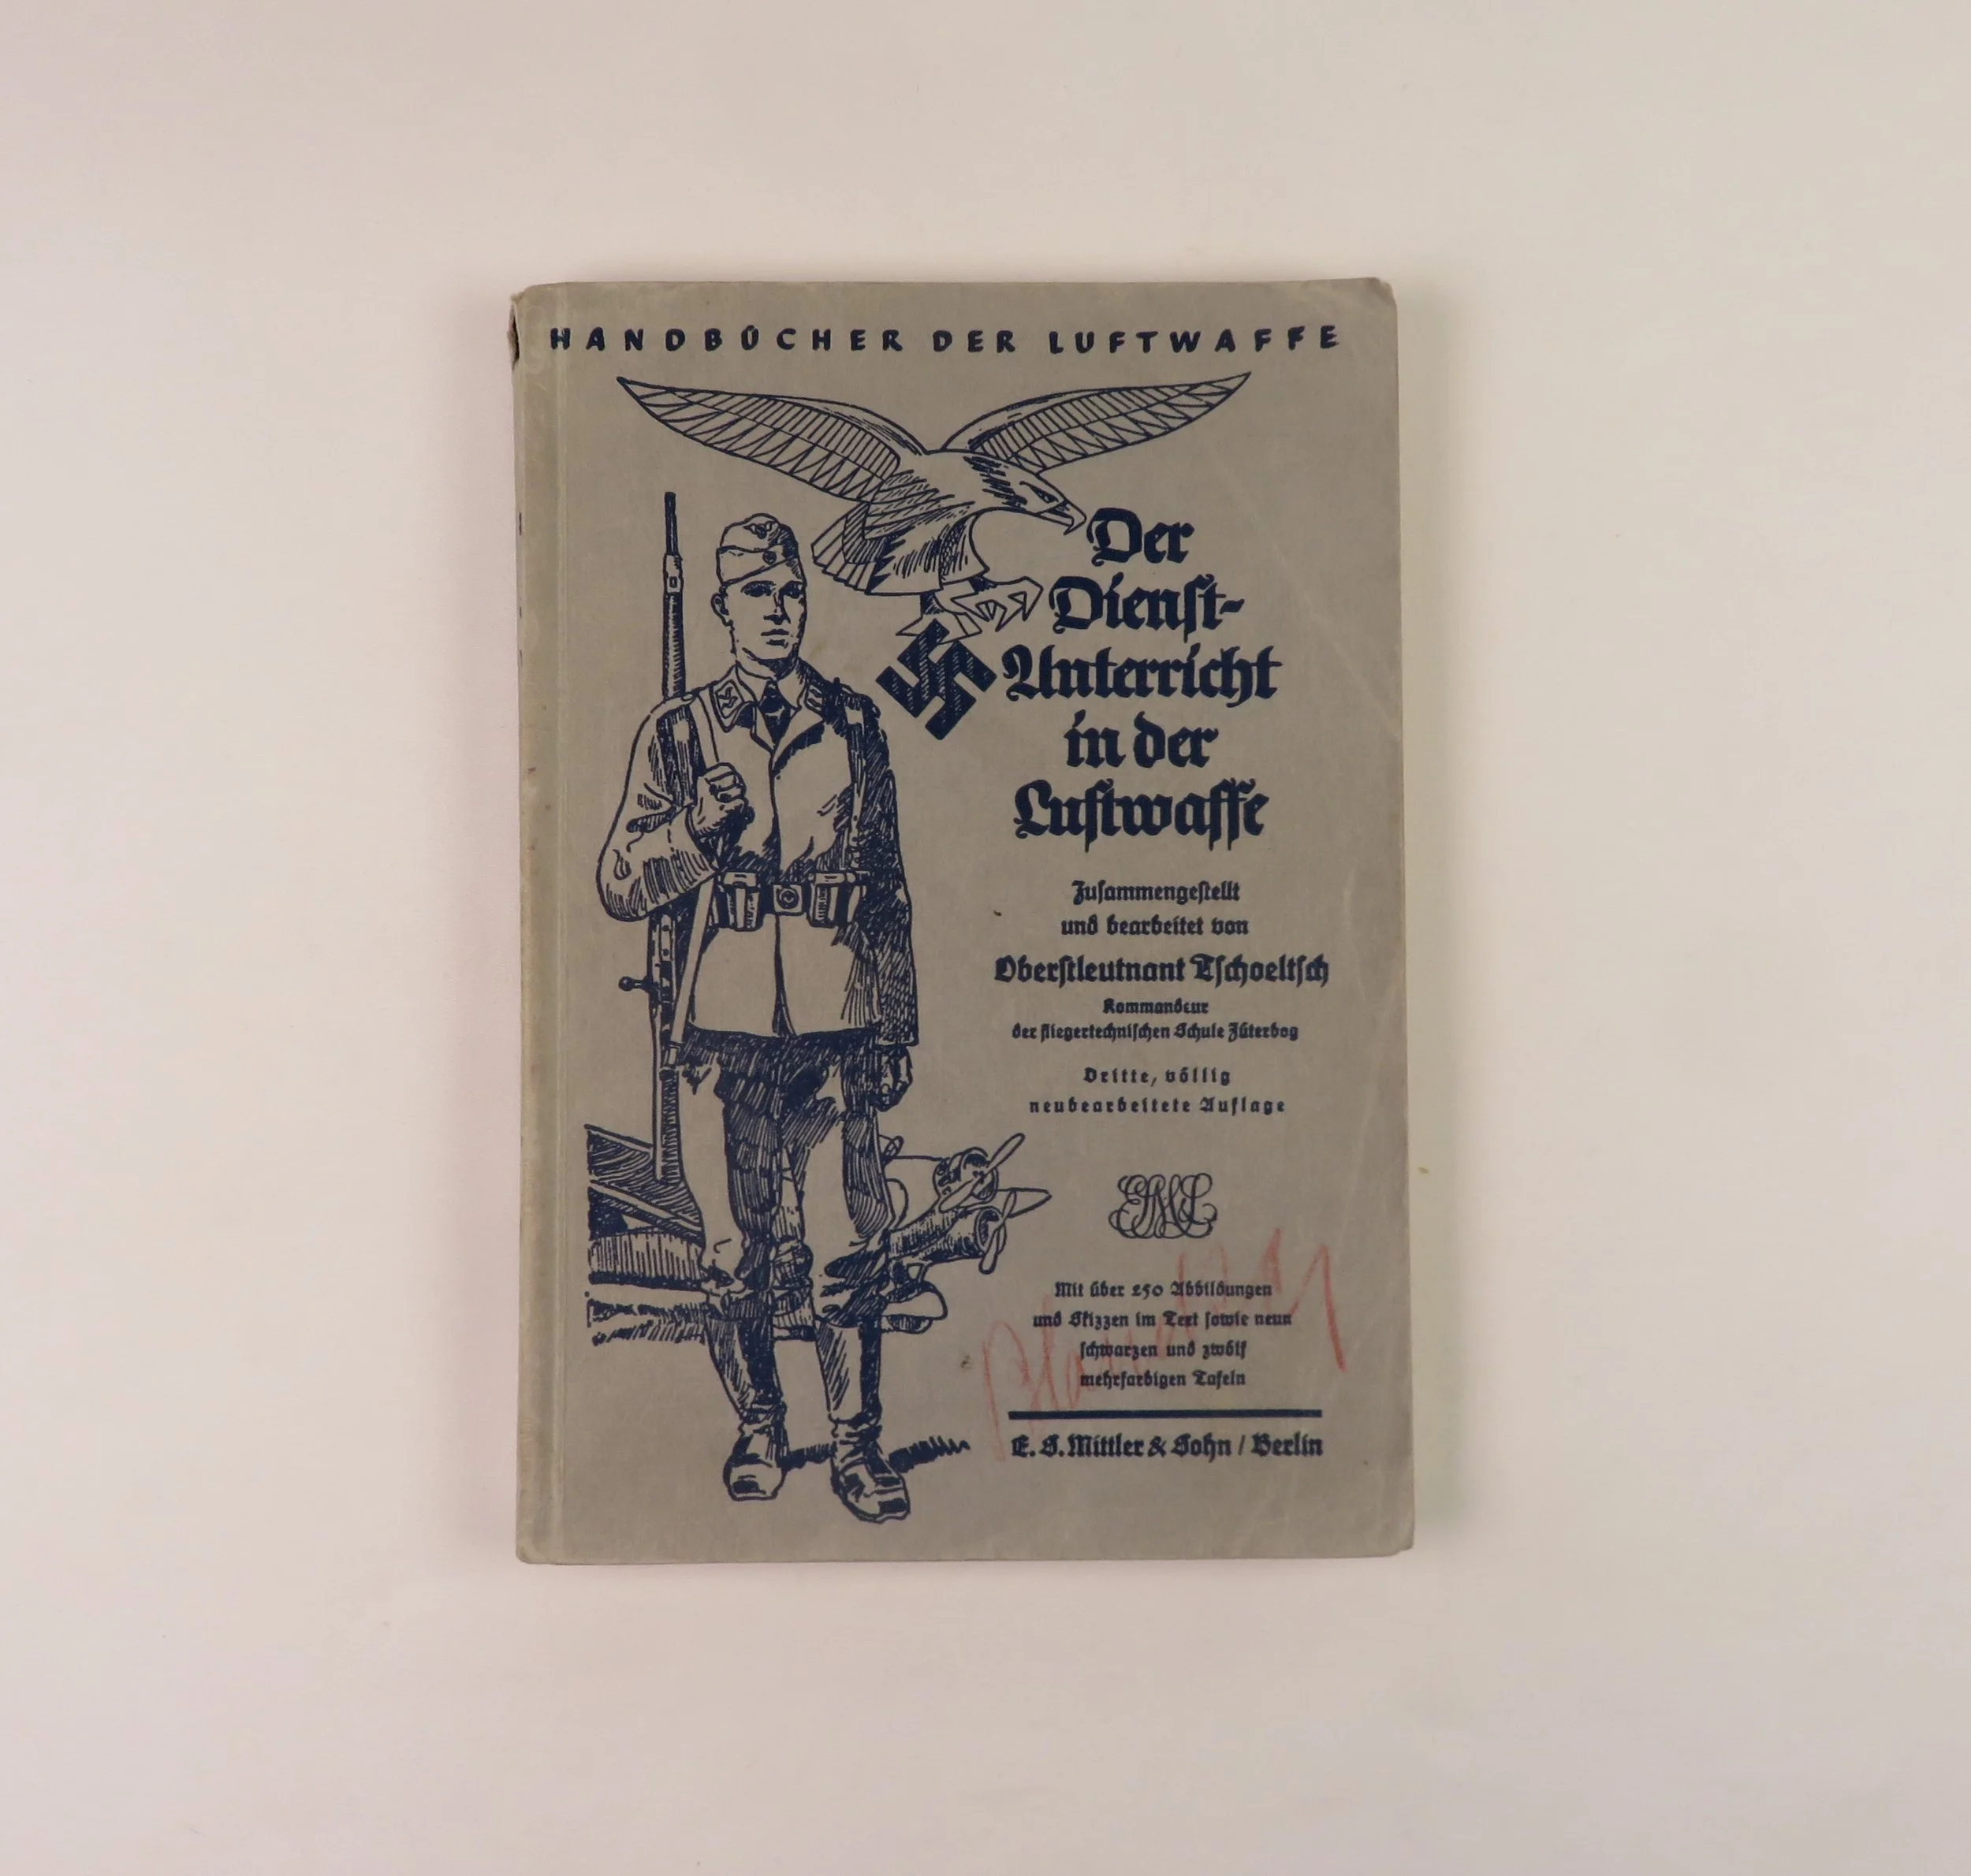 HANDBÜCHER DER LUFTWAFFE
Der
Dienſt-
Unterricht
in der
Luftwaffe
Zuſammengeſtellt
und bearbeitet von
Oberſtleutnant Tſchoeltſch
Kommandeur
der fliegertechniſchen Schule Jüterbog
Dritte, völlig
neubearbeitete Auflage
Mit über 250 Abbildungen
und Skizzen im Text ſowie neun
ſchwarzen und zwölf
mehrfarbigen Tafeln
E. S. Mittler & Sohn / Berlin